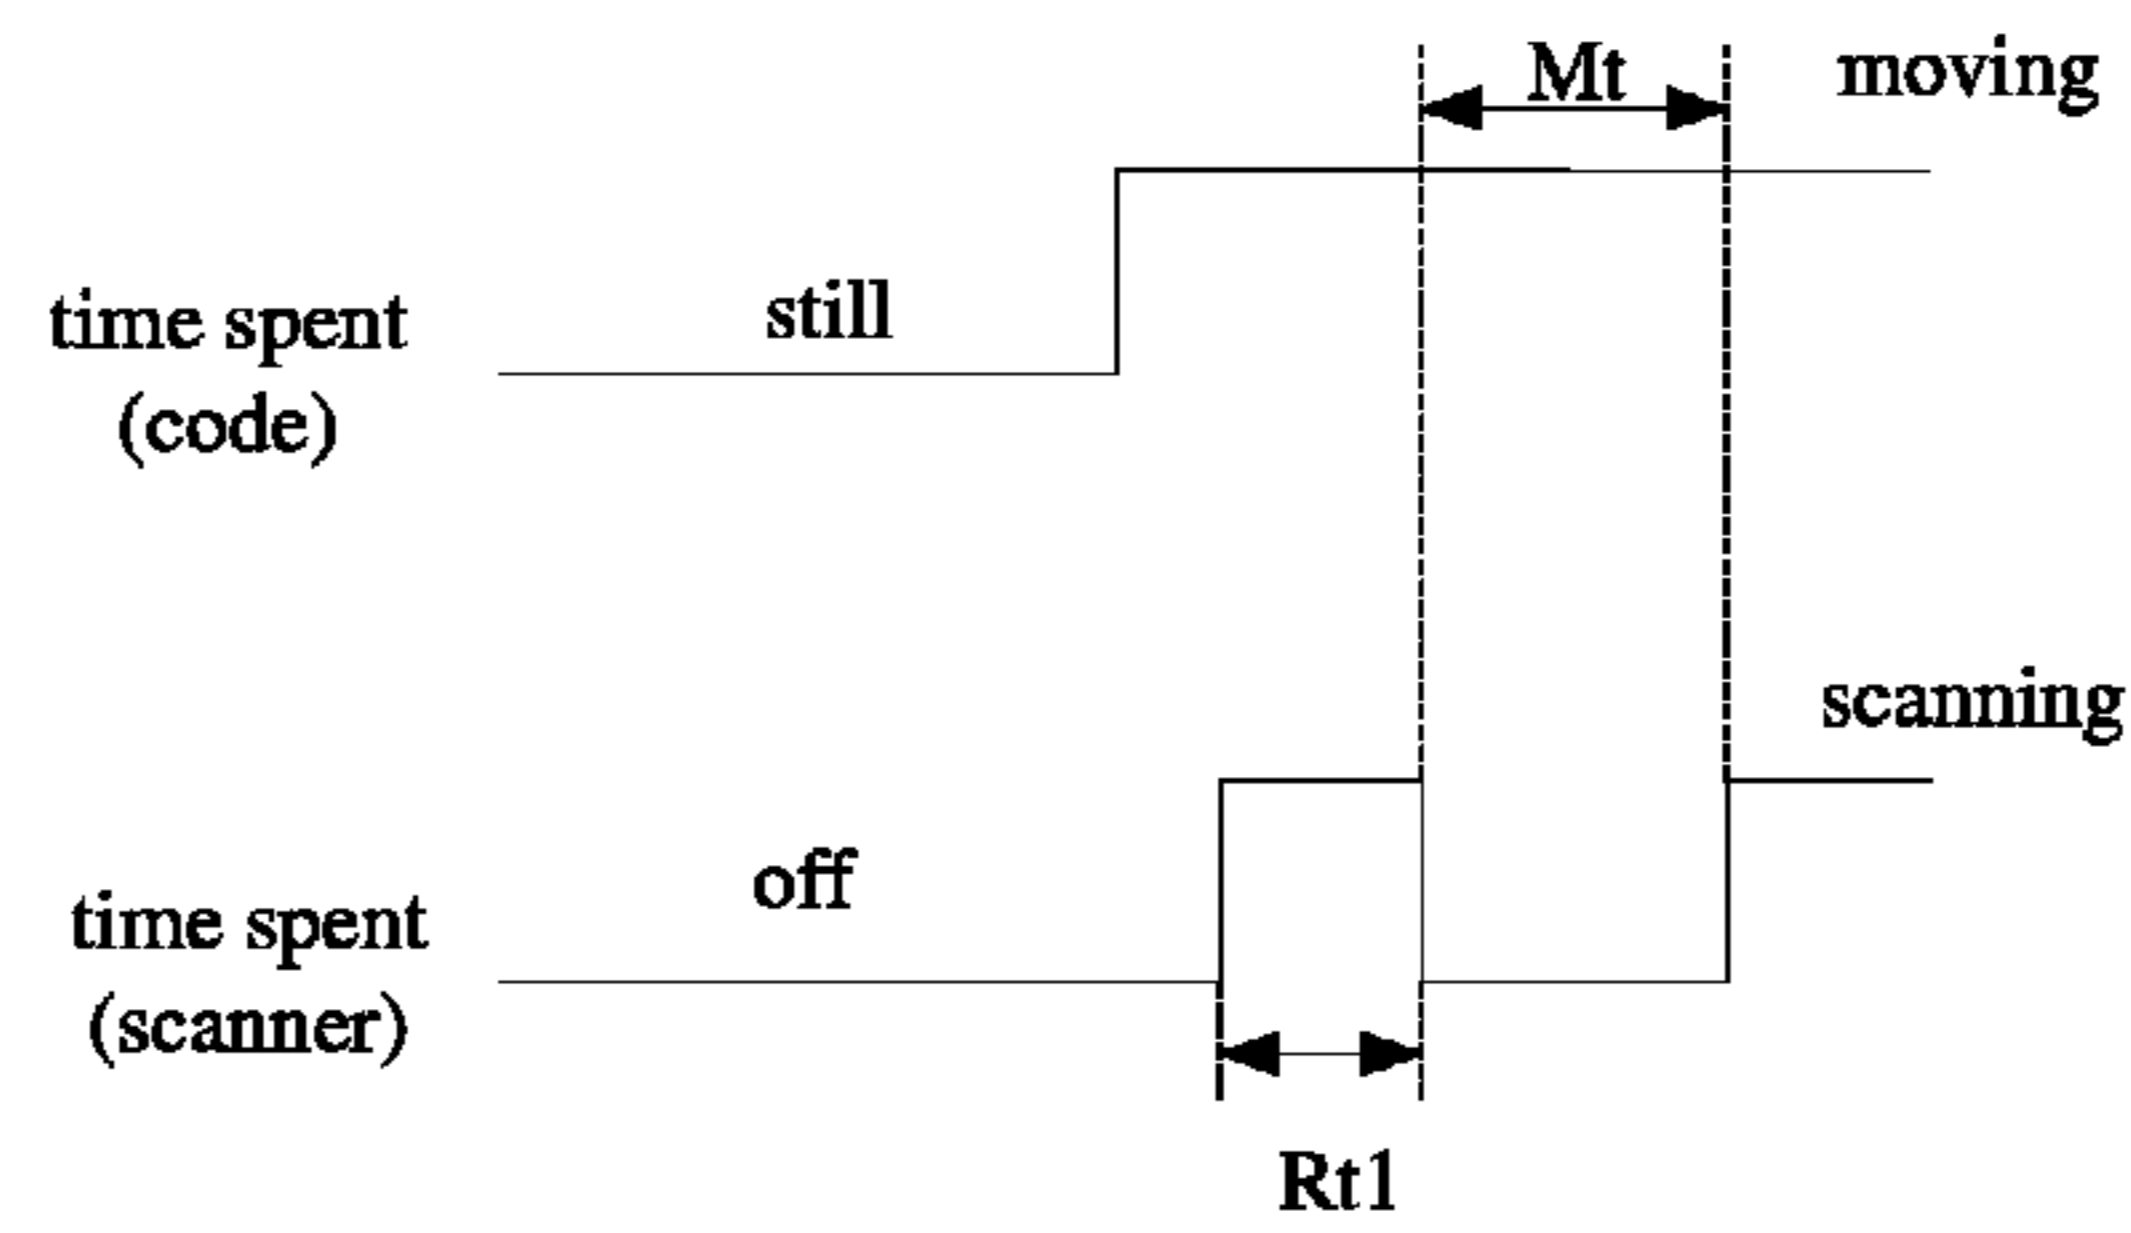 Mt
moving
still
time spent
(code)
scanning
off
time spent
(scanner)
Rt1